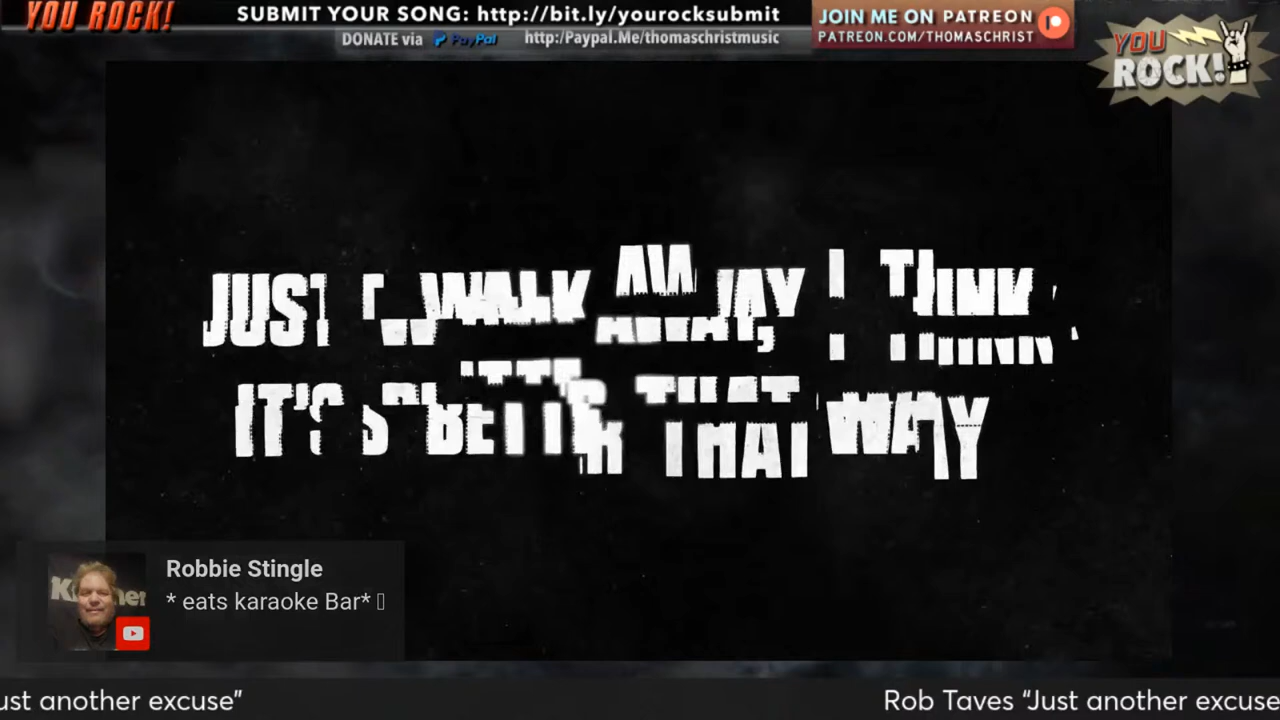 YOU ROCK!
SUBMIT YOUR SONG: http://bit.ly/yourocksubmit
DONATE via PayPal http:/Paypal.Me/thomaschristmusic
JOIN ME ON PATREON
PATREON.COM/THOMASCHRIST
YOU
ROCK!
JUST WALK AWAY, I THINK
IT'S BETTER THAT WAY
Robbie Stingle
* eats karaoke Bar*
ust another excuse” Rob Taves “Just another excuse